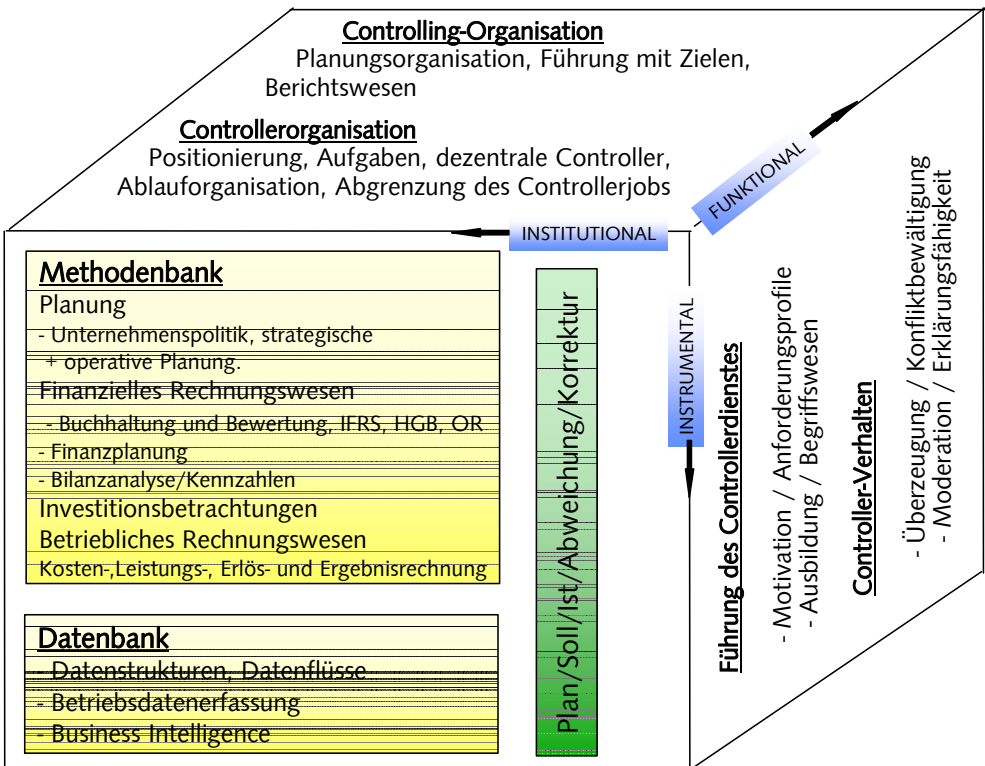 Controlling-Organisation
Planungsorganisation, Führung mit Zielen,
Berichtswesen
Controllerorganisation
Positionierung, Aufgaben, dezentrale Controller,
Ablauforganisation, Abgrenzung des Controllerjobs
INSTITUTIONAL
FUNKTIONAL
INSTRUMENTAL
Methodenbank
Planung
- Unternehmenspolitik, strategische
+ operative Planung.
Finanzielles Rechnungswesen
- Buchhaltung und Bewertung, IFRS, HGB, OR
- Finanzplanung
- Bilanzanalyse/Kennzahlen
Investitionsbetrachtungen
Betriebliches Rechnungswesen
Kosten-,Leistungs-, Erlös- und Ergebnisrechnung
Datenbank
- Datenstrukturen, Datenflüsse
- Betriebsdatenerfassung
- Business Intelligence
Plan/Soll/Ist/Abweichung/Korrektur
Führung des Controllerdienstes
- Motivation / Anforderungsprofile
- Ausbildung / Begriffswesen
Controller-Verhalten
- Überzeugung / Konfliktbewältigung
- Moderation / Erklärungsfähigkeit